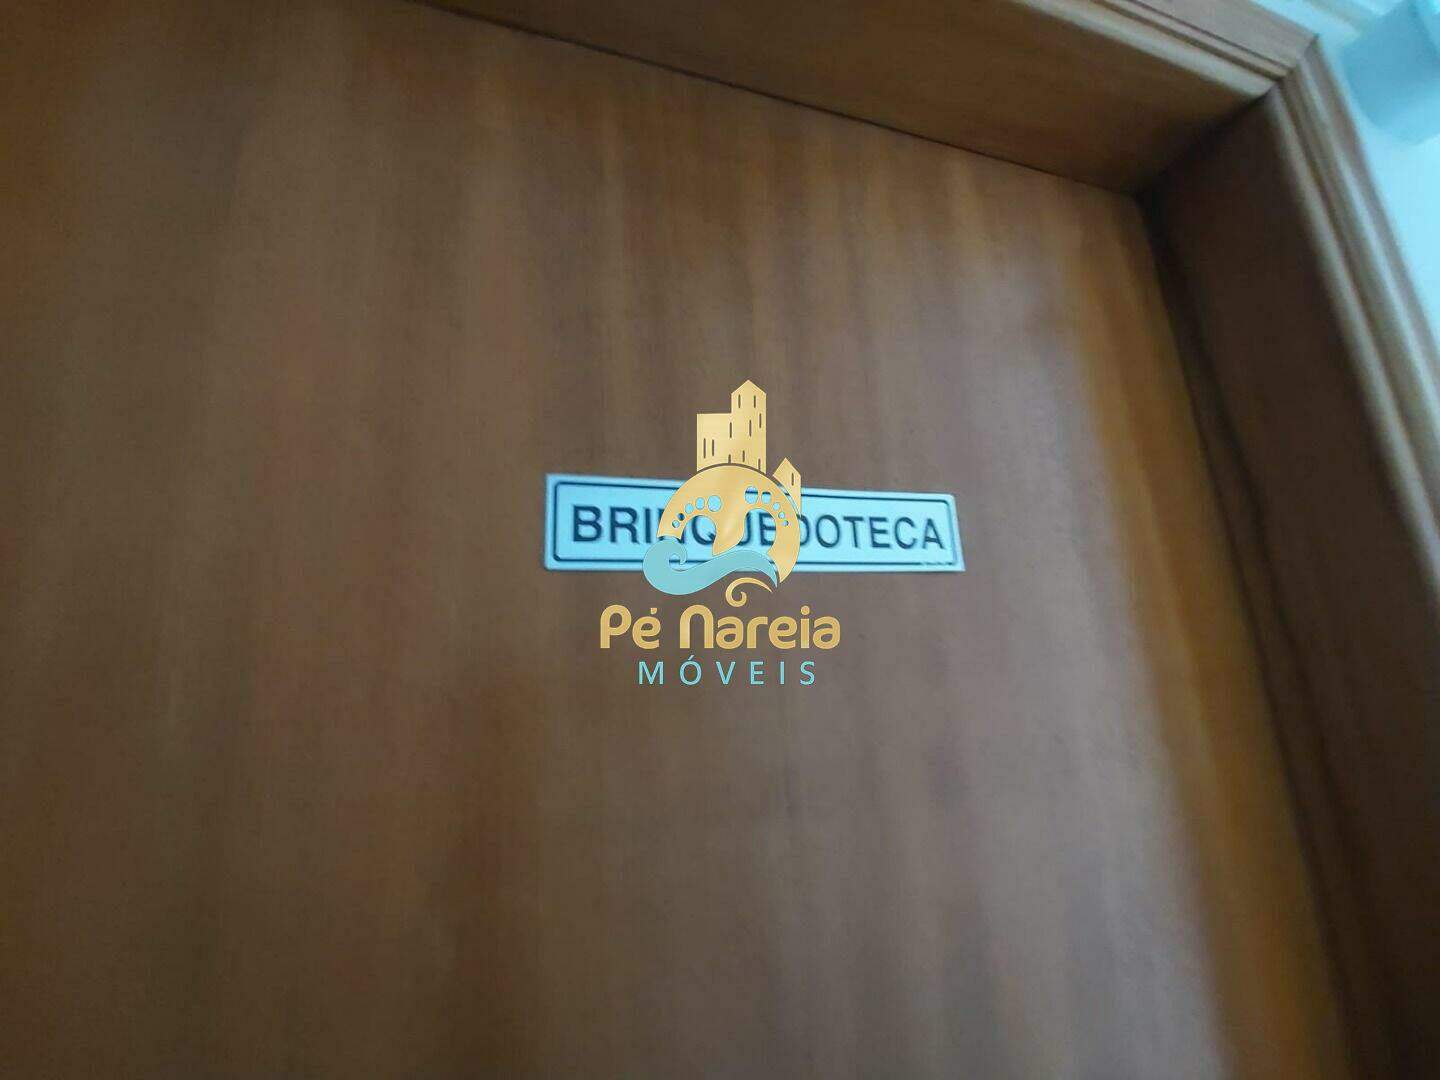 BRINQUEDOTECA
Pé Nareia
MÓVEIS